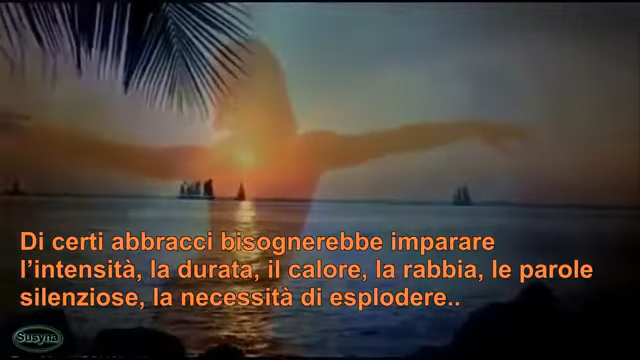 Di certi abbracci bisognerebbe imparare
l'intensità, la durata, il calore, la rabbia, le parole
silenziose, la necessità di esplodere..
Susyna